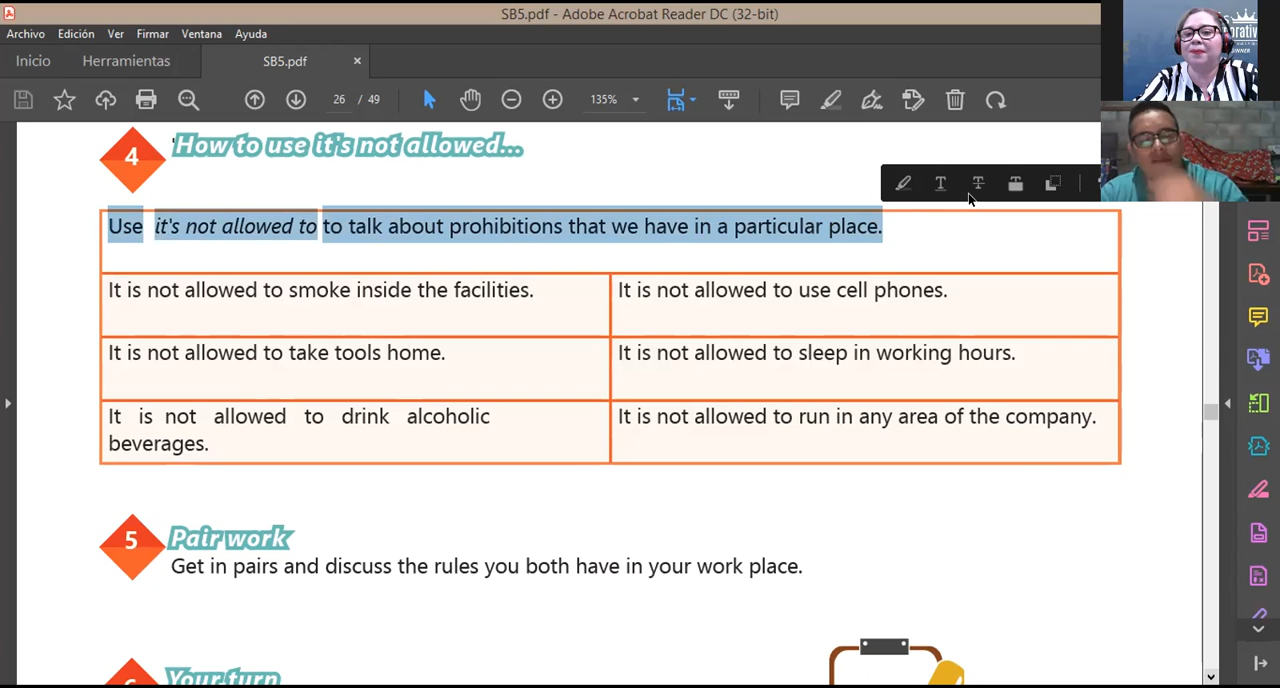 SB5.pdf - Adobe Acrobat Reader DC (32-bit)
Archivo Edición Ver Firmar Ventana Ayuda
Inicio Herramientas SB5.pdf ×
26 / 49 135%
4 How to use it's not allowed...
Use it's not allowed to to talk about prohibitions that we have in a particular place.
It is not allowed to smoke inside the facilities.
It is not allowed to use cell phones.
It is not allowed to take tools home.
It is not allowed to sleep in working hours.
It is not allowed to drink alcoholic
beverages.
It is not allowed to run in any area of the company.
5 Pair work
Get in pairs and discuss the rules you both have in your work place.
6 Your turn